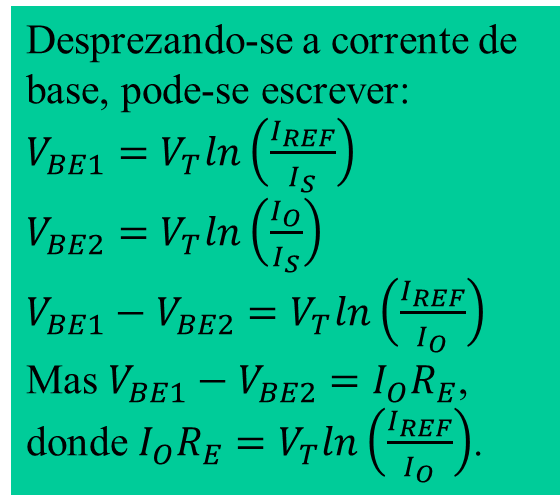 Desprezando-se a corrente de
base, pode-se escrever:
$V_{BE1} = V_T ln\left(\frac{I_{REF}}{I_S}\right)$
$V_{BE2} = V_T ln\left(\frac{I_O}{I_S}\right)$
$V_{BE1} - V_{BE2} = V_T ln\left(\frac{I_{REF}}{I_O}\right)$
Mas $V_{BE1} - V_{BE2} = I_O R_E$,
donde $I_O R_E = V_T ln\left(\frac{I_{REF}}{I_O}\right)$.